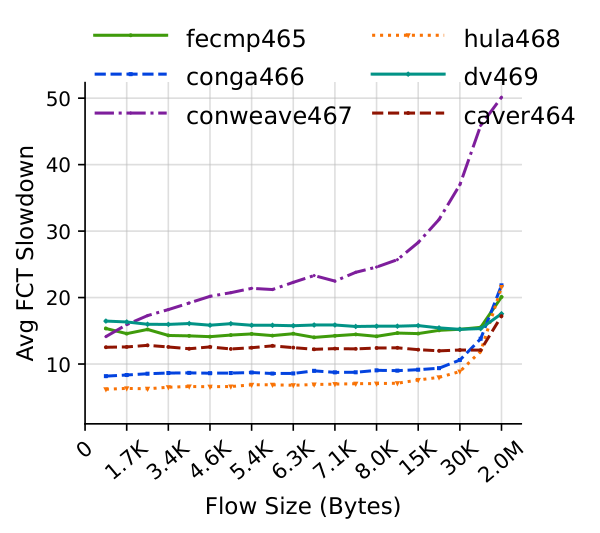 fecmp465 hula468
conga466 dv469
conweave467 caver464
50
40
30
20
10
Avg FCT Slowdown
0 1.7K 3.4K 4.6K 5.4K 6.3K 7.1K 8.0K 15K 30K 2.0M
Flow Size (Bytes)